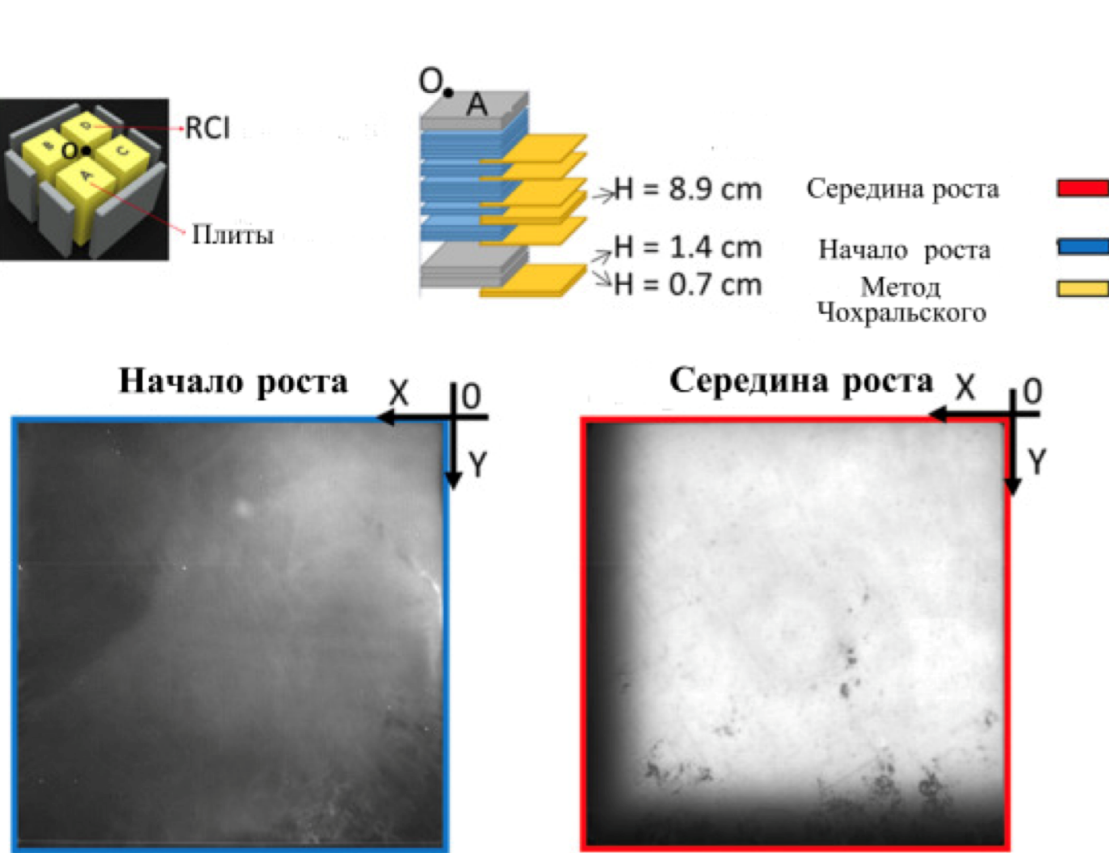 O
A
RCI
D
B
O
C
A
Плиты
H = 8.9 cm
H = 1.4 cm
H = 0.7 cm
Середина роста
Начало роста
Метод
Чохральского
Начало роста
X
0
Y
Середина роста
X
0
Y